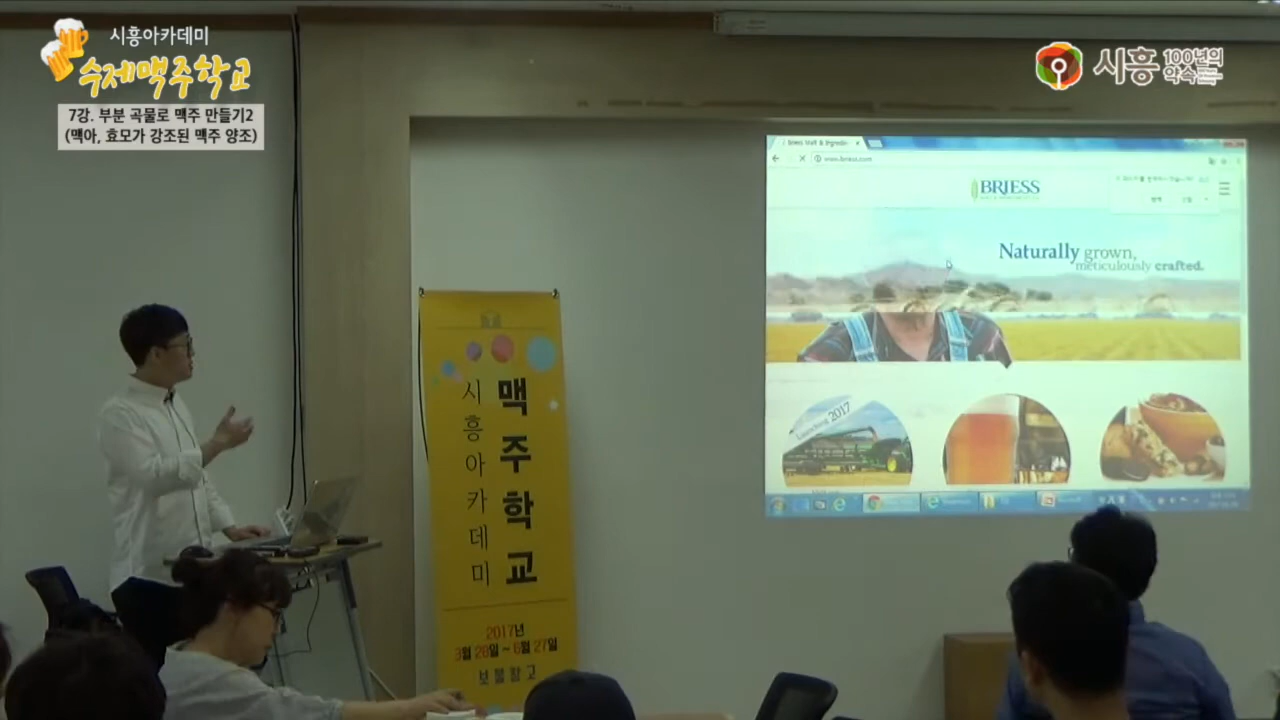 시흥아카데미
수제맥주학교
7강. 부분 곡물로 맥주 만들기2
(맥아, 효모가 강조된 맥주 양조)
시흥 100년의
약속
www.briess.com
BRIESS
Naturally grown,
meticulously crafted.
2017
맥주학교
시흥아카데미
2017년
3월 28일 ~ 6월 27일